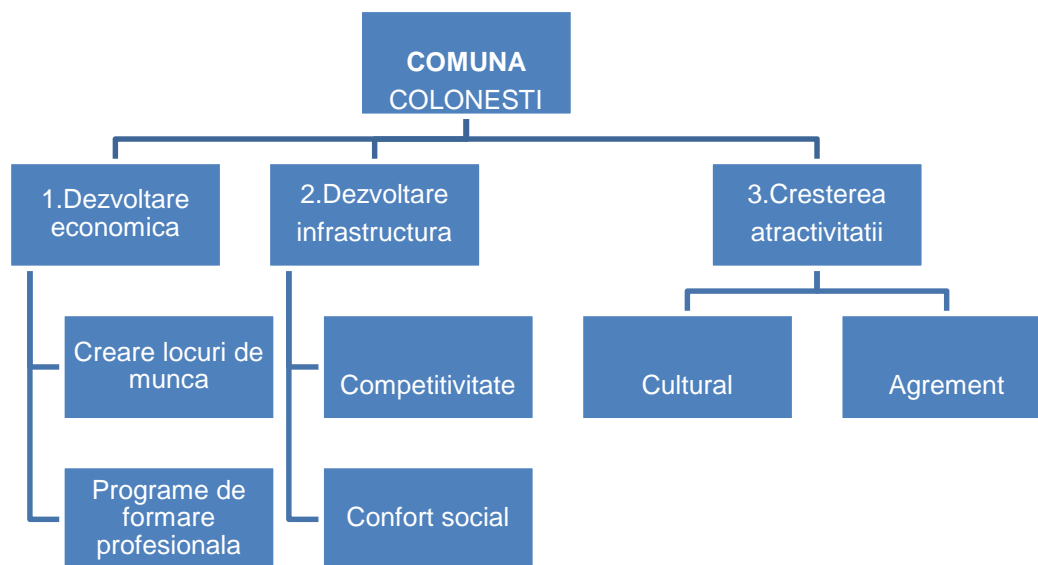 COMUNA
COLONESTI
1.Dezvoltare
economica
2.Dezvoltare
infrastructura
3.Cresterea
atractivitatii
Creare locuri de
munca
Competitivitate
Cultural
Agrement
Programe de
formare
profesionala
Confort social